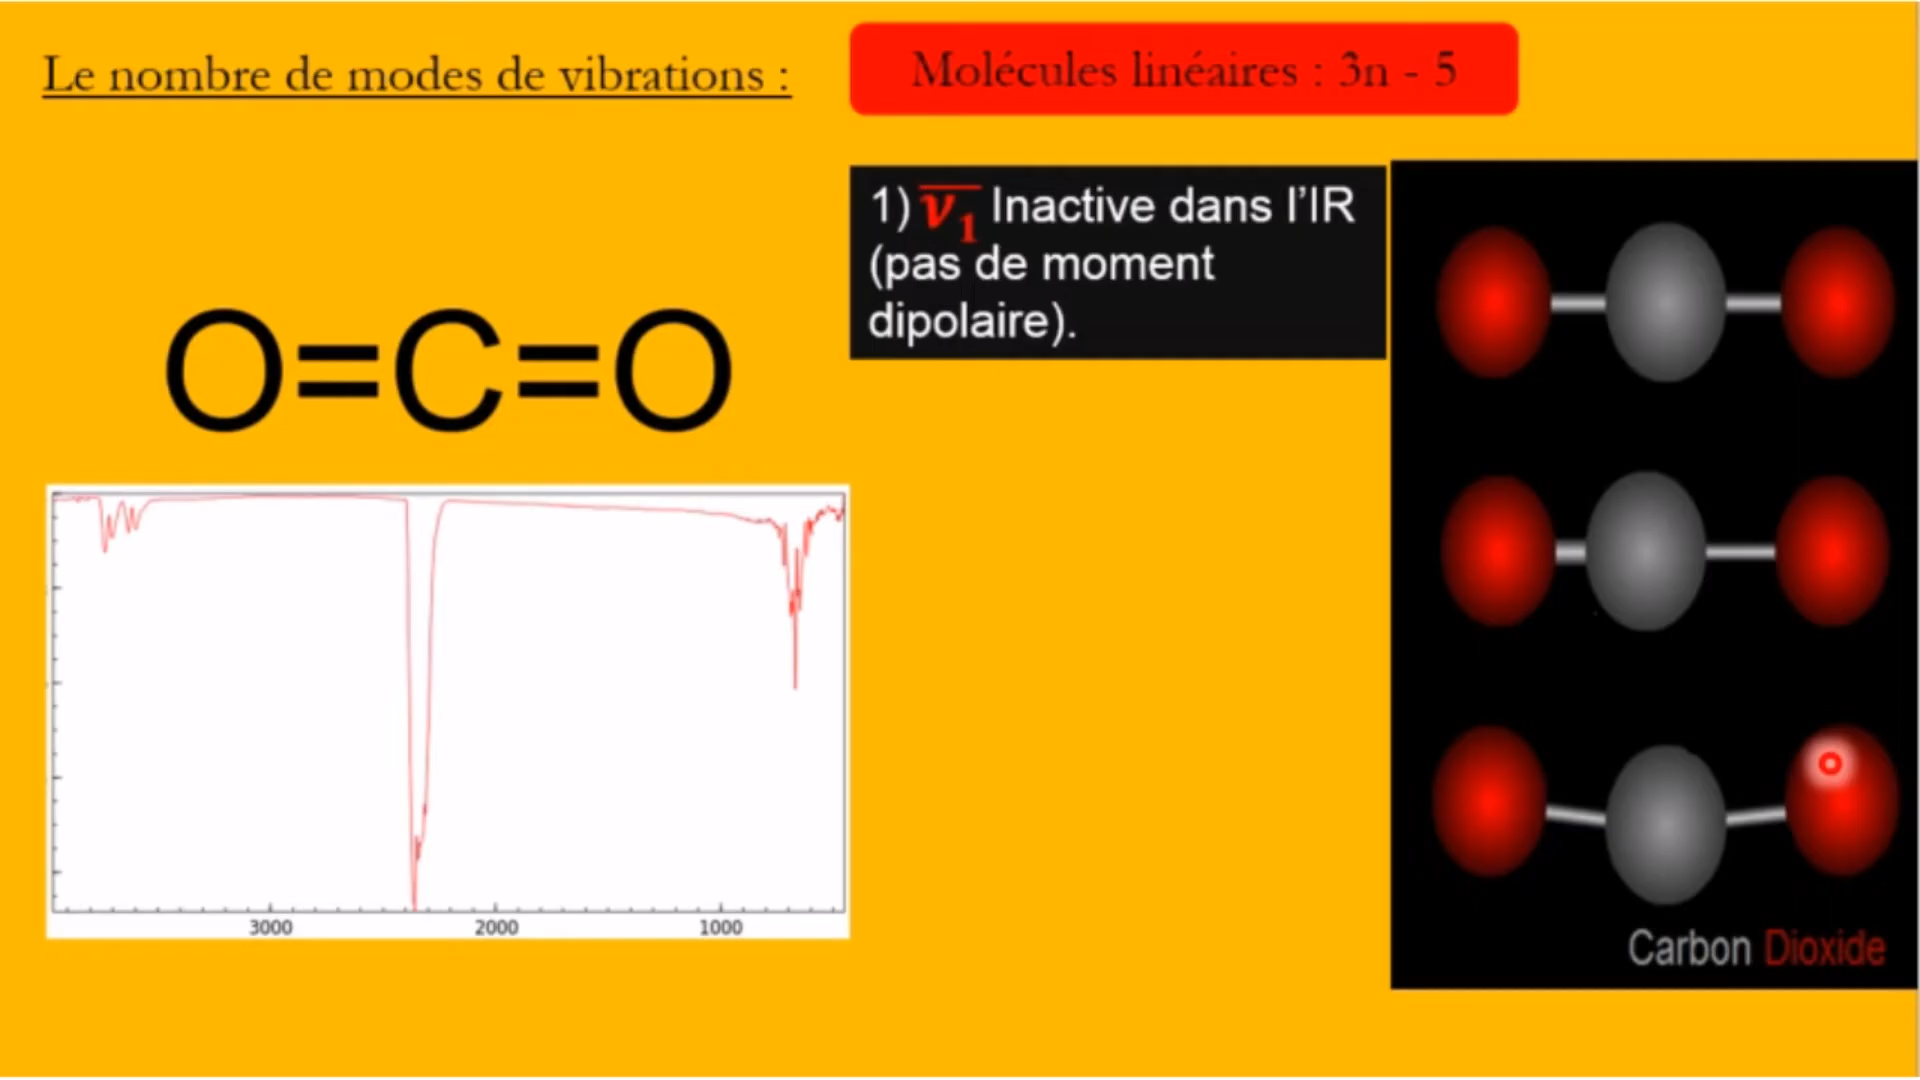 Le nombre de modes de vibrations :
Molécules linéaires : 3n - 5
1) ν̅₁ Inactive dans l’IR
(pas de moment
dipolaire).
O=C=O
3000 2000 1000
Carbon Dioxide